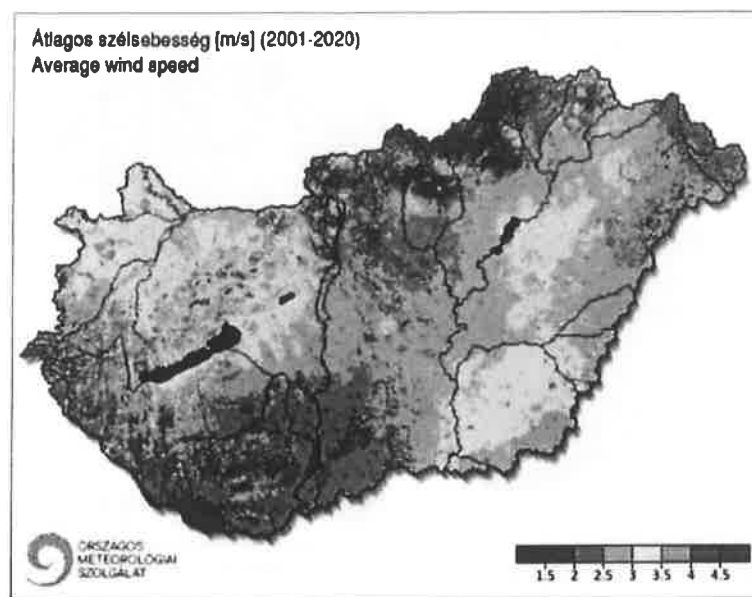 Átlagos szélsebesség [m/s] (2001-2020)
Average wind speed
ORSZÁGOS
METEOROLÓGIAI
SZOLGÁLAT
1.5 2 2.5 3 3.5 4 4.5